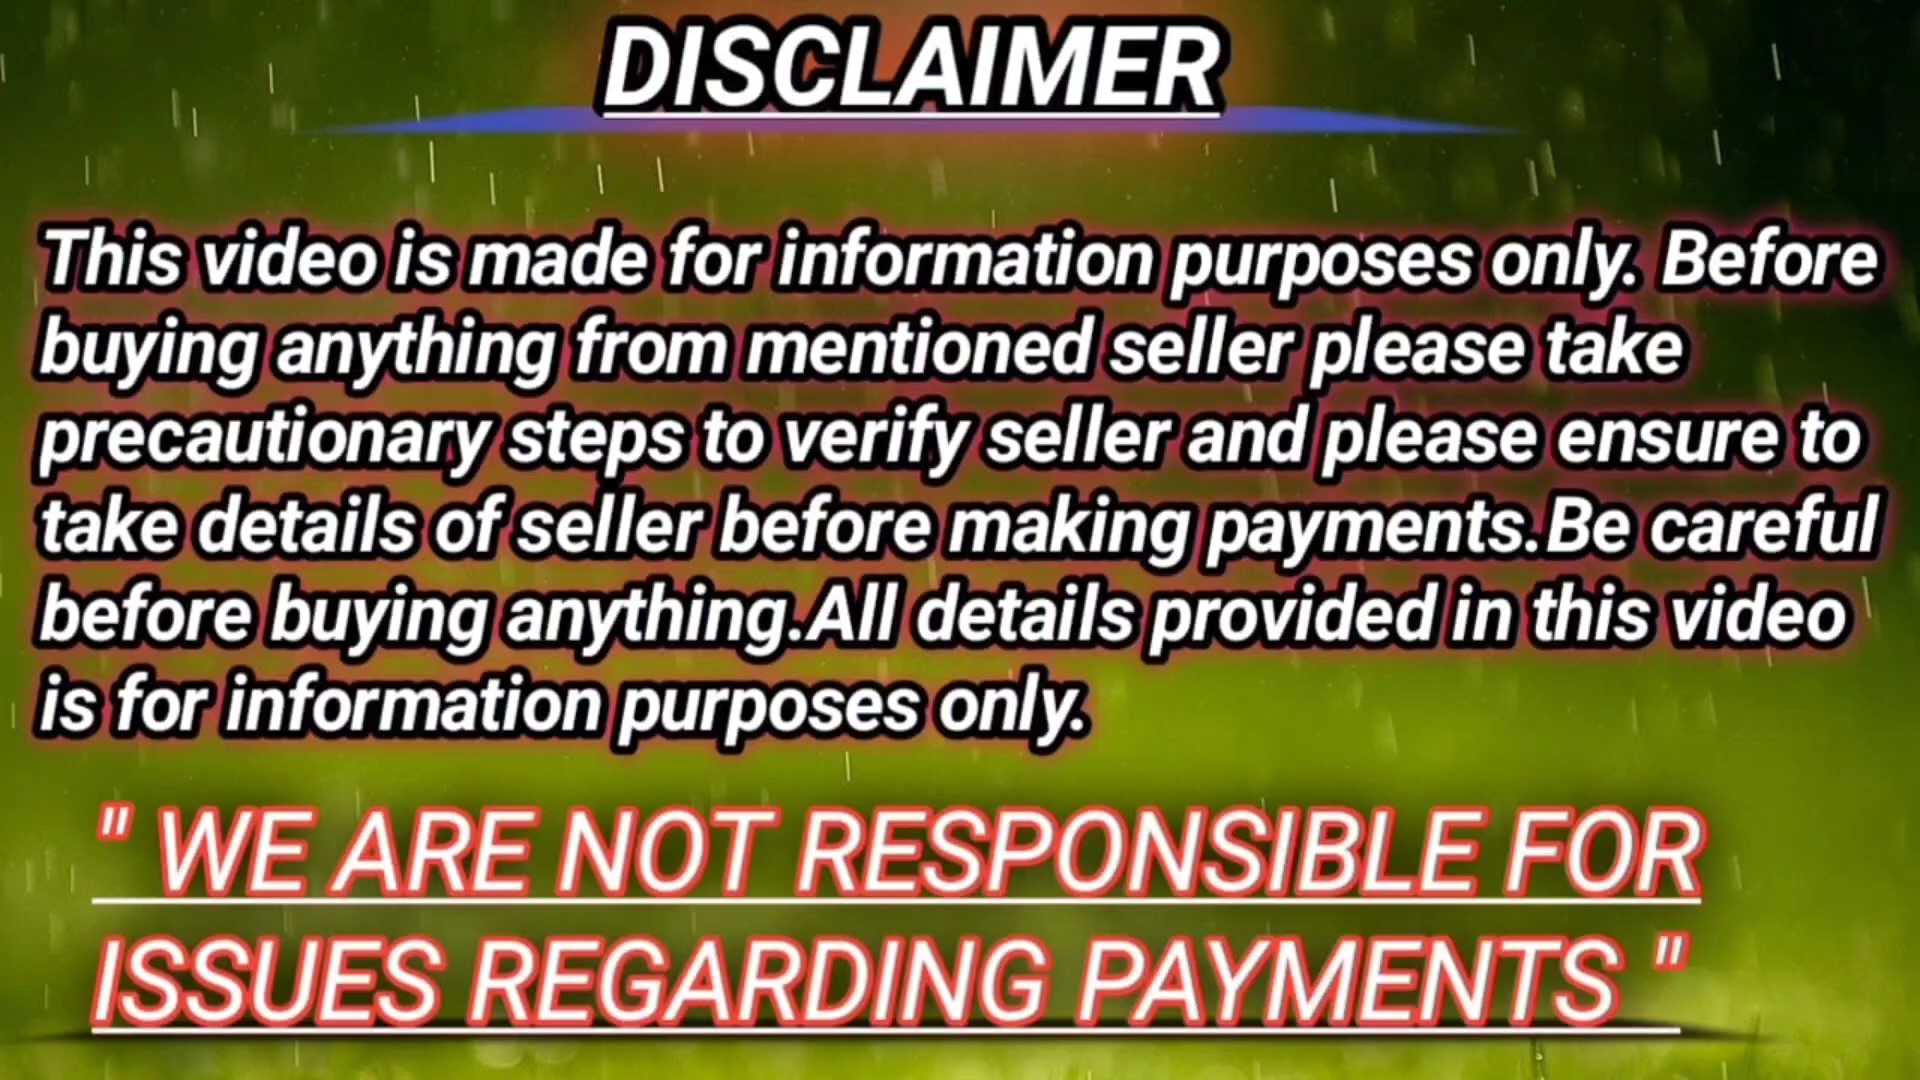 DISCLAIMER
This video is made for information purposes only. Before
buying anything from mentioned seller please take
precautionary steps to verify seller and please ensure to
take details of seller before making payments.Be careful
before buying anything.All details provided in this video
is for information purposes only.
" WE ARE NOT RESPONSIBLE FOR
ISSUES REGARDING PAYMENTS "